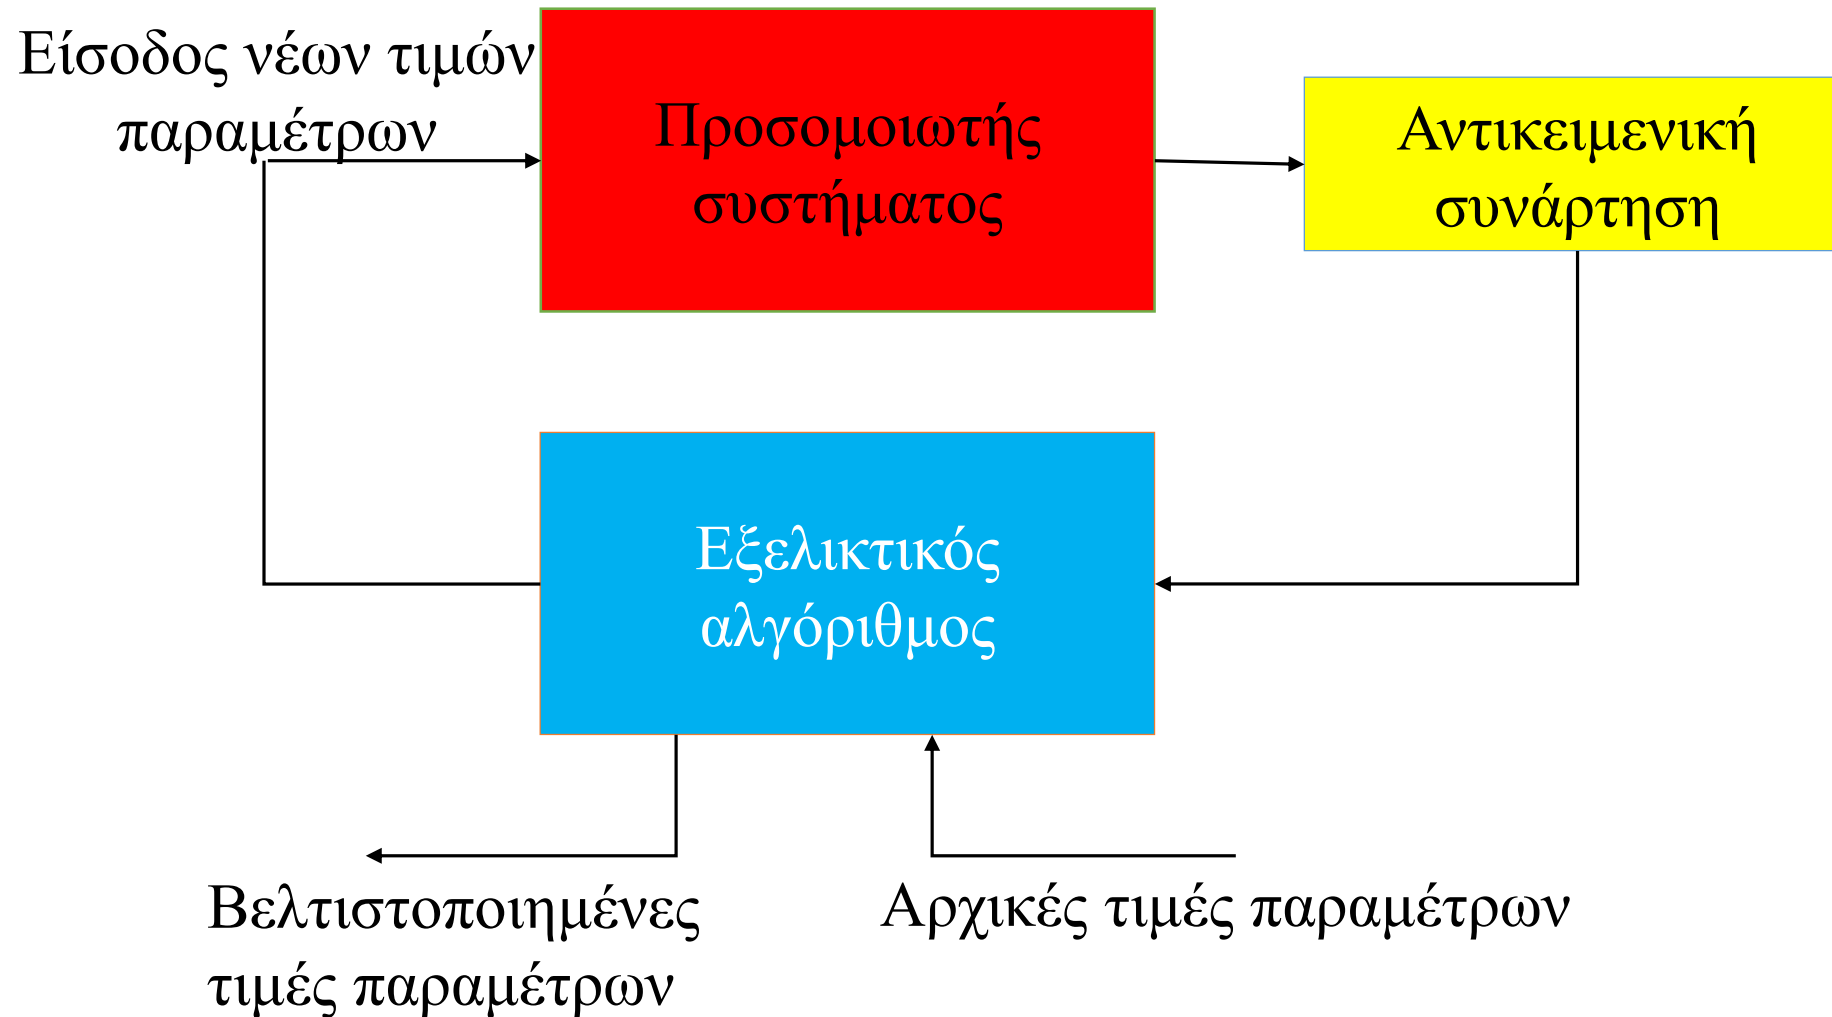 Είσοδος νέων τιμών
παραμέτρων
Προσομοιωτής
συστήματος
Αντικειμενική
συνάρτηση
Εξελικτικός
αλγόριθμος
Βελτιστοποιημένες
τιμές παραμέτρων
Αρχικές τιμές παραμέτρων